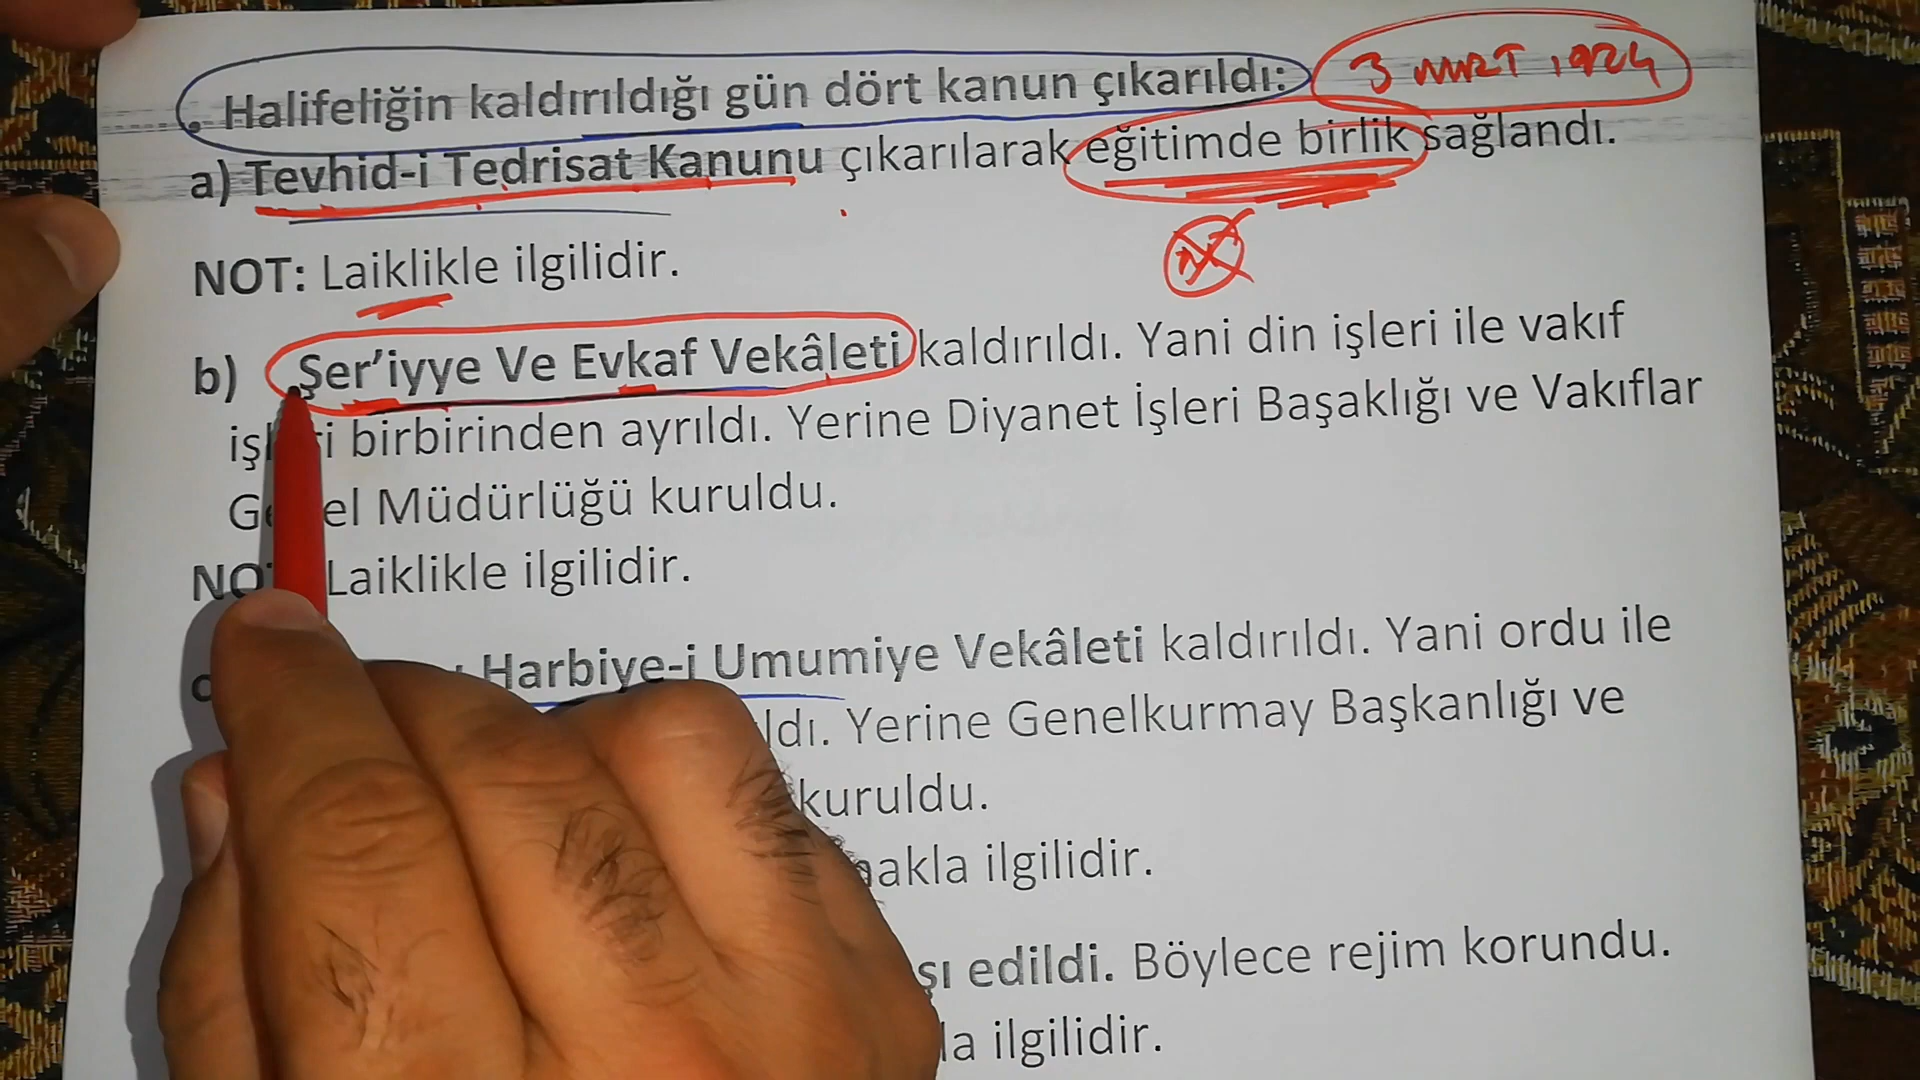 . Halifeliğin kaldırıldığı gün dört kanun çıkarıldı: 3 MART 1924
a) Tevhid-i Tedrisat Kanunu çıkarılarak eğitimde birlik sağlandı.
NOT: Laiklikle ilgilidir.
b) Şer’iyye Ve Evkaf Vekâleti kaldırıldı. Yani din işleri ile vakıf
birbirinden ayrıldı. Yerine Diyanet İşleri Başaklığı ve Vakıflar
Müdürlüğü kuruldu.
Laiklikle ilgilidir.
Harbiye-i Umumiye Vekâleti kaldırıldı. Yani ordu ile
Yerine Genelkurmay Başkanlığı ve
kuruldu.
ilgilidir.
edildi. Böylece rejim korundu.
ilgilidir.